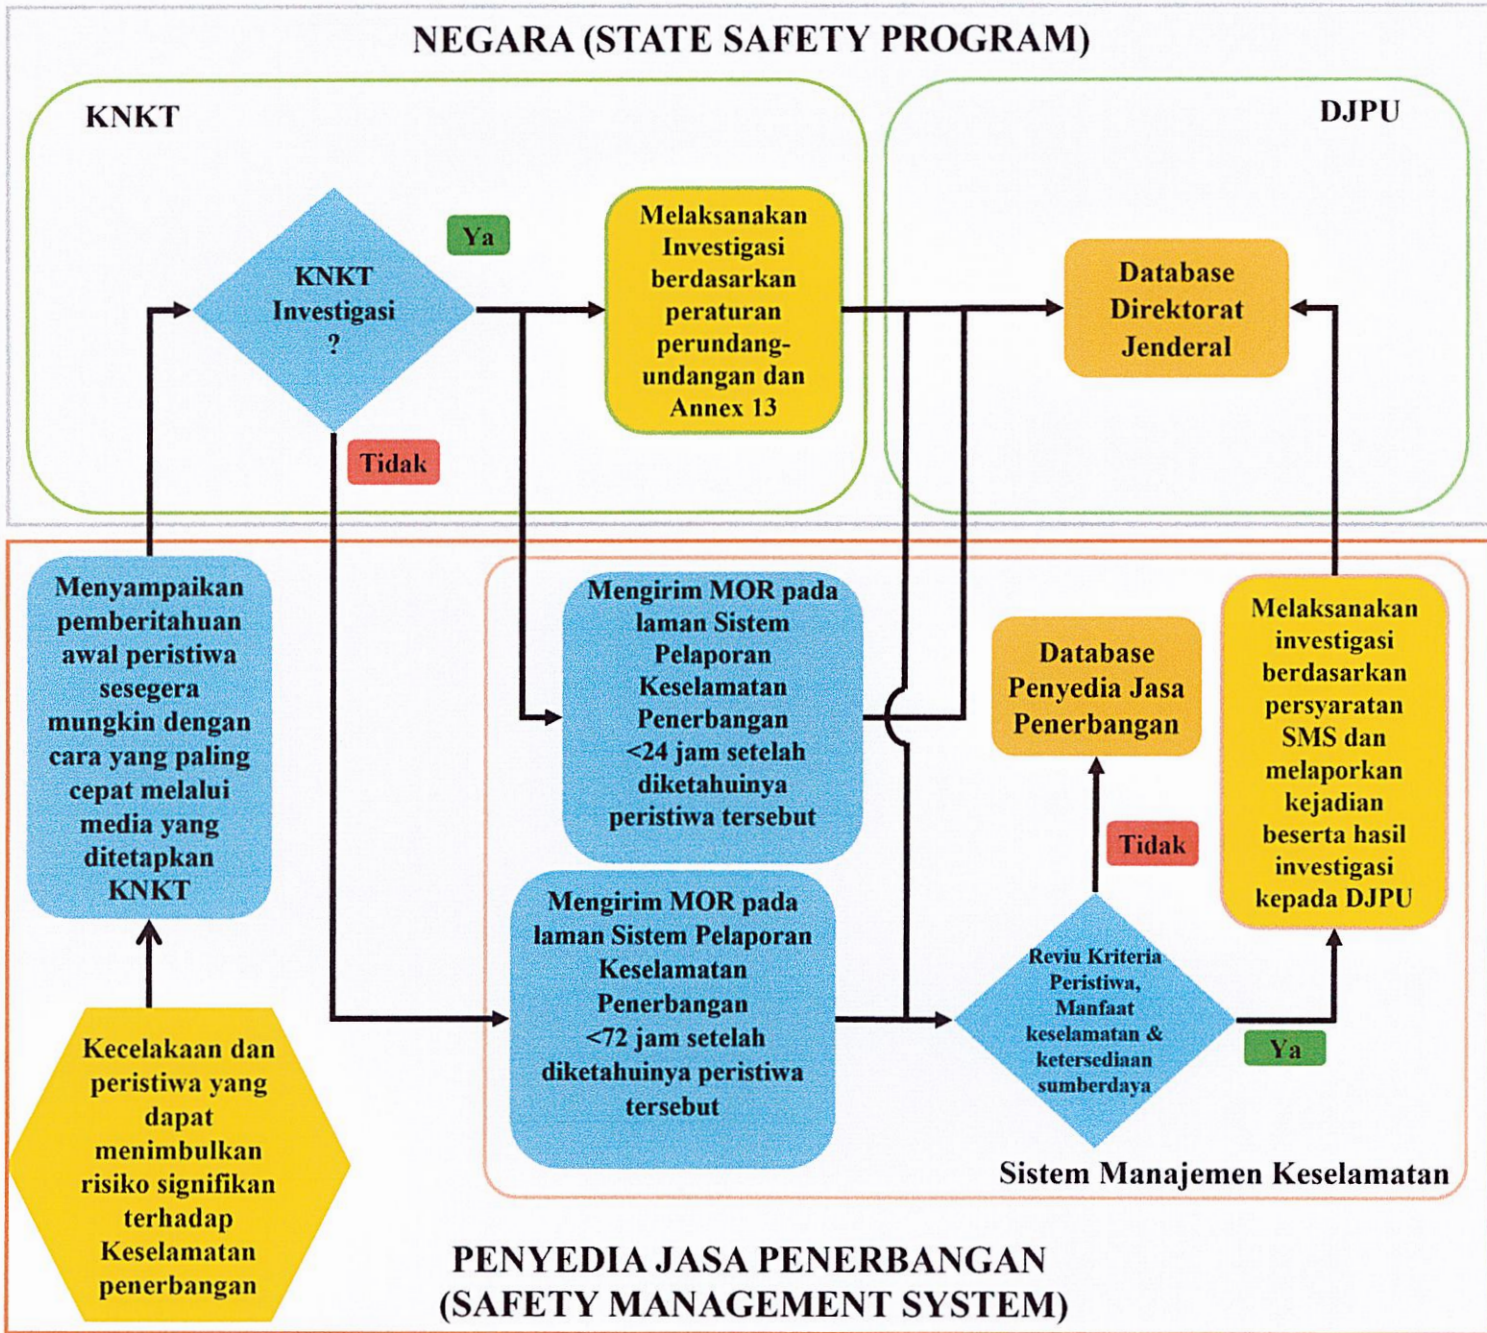 NEGARA (STATE SAFETY PROGRAM)
KNKT
DJPU
KNKT
Investigasi
?
Ya
Tidak
Melaksanakan
Investigasi
berdasarkan
peraturan
perundang-
undangan dan
Annex 13
Database
Direktorat
Jenderal
Menyampaikan
pemberitahuan
awal peristiwa
sesegera
mungkin dengan
cara yang paling
cepat melalui
media yang
ditetapkan
KNKT
Mengirim MOR pada
laman Sistem
Pelaporan
Keselamatan
Penerbangan
<24 jam setelah
diketahuinya
peristiwa tersebut
Database
Penyedia Jasa
Penerbangan
Melaksanakan
investigasi
berdasarkan
persyaratan
SMS dan
melaporkan
kejadian
beserta hasil
investigasi
kepada DJPU
Tidak
Mengirim MOR pada
laman Sistem Pelaporan
Keselamatan
Penerbangan
<72 jam setelah
diketahuinya peristiwa
tersebut
Reviu Kriteria
Peristiwa,
Manfaat
keselamatan &
ketersediaan
sumberdaya
Ya
Kecelakaan dan
peristiwa yang
dapat
menimbulkan
risiko signifikan
terhadap
Keselamatan
penerbangan
Sistem Manajemen Keselamatan
PENYEDIA JASA PENERBANGAN
(SAFETY MANAGEMENT SYSTEM)